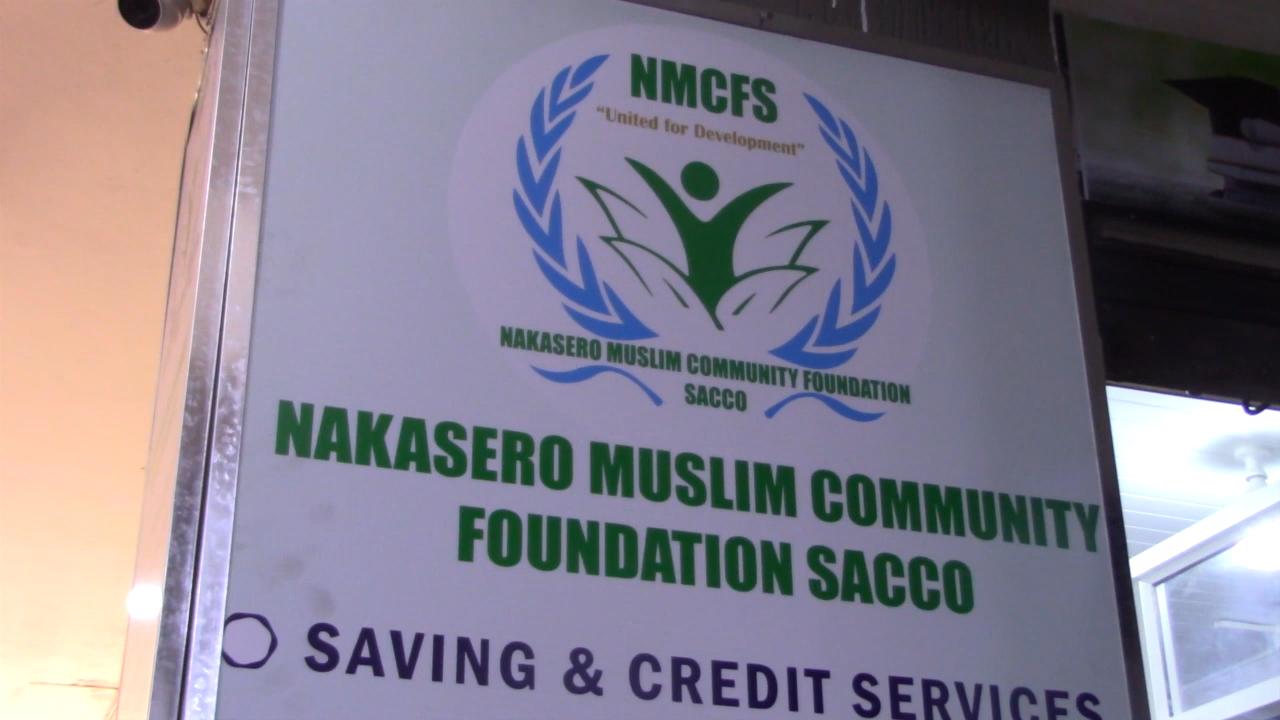 NMCFS
“United for Development”
NAKASERO MUSLIM COMMUNITY FOUNDATION
SACCO
NAKASERO MUSLIM COMMUNITY
FOUNDATION SACCO
SAVING & CREDIT SERVICES